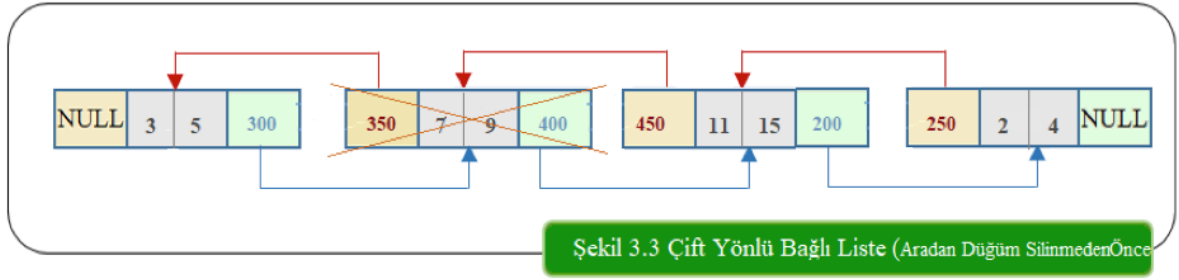 NULL 3 5 300 350 7 9 400 450 11 15 200 250 2 4 NULL
Şekil 3.3 Çift Yönlü Bağlı Liste (Aradan Düğüm SilinmedenÖnce